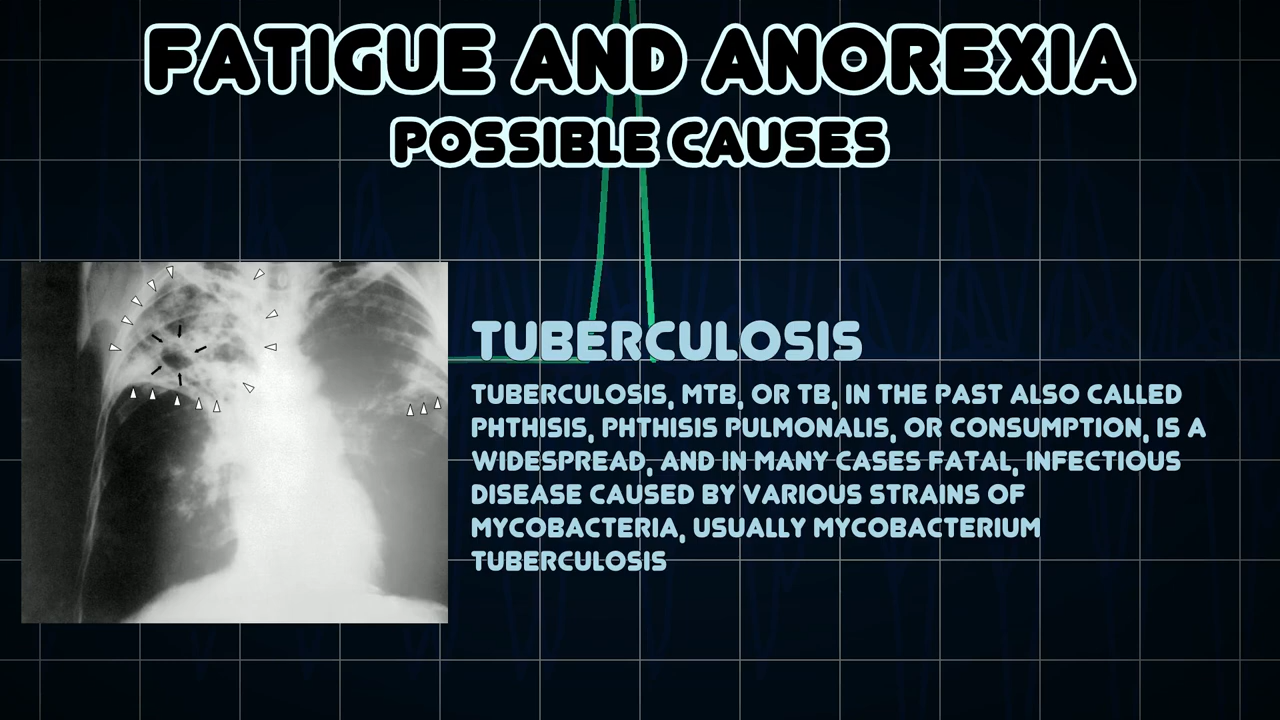 FATIGUE AND ANOREXIA
POSSIBLE CAUSES
TUBERCULOSIS
TUBERCULOSIS, MTB, OR TB, IN THE PAST ALSO CALLED
PHTHISIS, PHTHISIS PULMONALIS, OR CONSUMPTION, IS A
WIDESPREAD, AND IN MANY CASES FATAL, INFECTIOUS
DISEASE CAUSED BY VARIOUS STRAINS OF
MYCOBACTERIA, USUALLY MYCOBACTERIUM
TUBERCULOSIS